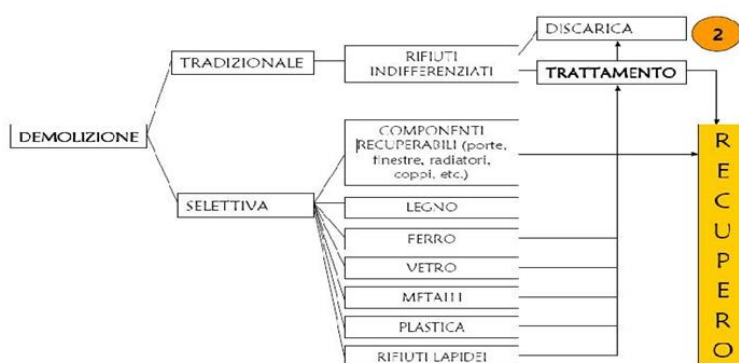 DISCARICA
2
TRADIZIONALE
RIFIUTI
INDIFFERENZIATI
TRATTAMENTO
DEMOLIZIONE
COMPONENTI
RECUPERABILI (porte,
finestre, radiatori,
coppi, etc.)
SELETTIVA
LEGNO
FERRO
VETRO
METALLI
PLASTICA
RIFIUTI LAPIDEI
RECUPERO